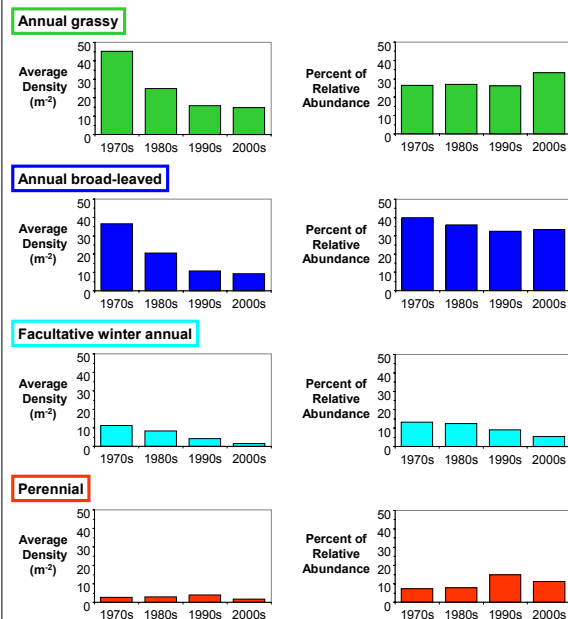 Annual grassy
Average
Density
(m-2)
50
40
30
20
10
0
1970s 1980s 1990s 2000s
Percent of
Relative
Abundance
50
40
30
20
10
0
1970s 1980s 1990s 2000s
Annual broad-leaved
Average
Density
(m-2)
50
40
30
20
10
0
1970s 1980s 1990s 2000s
Percent of
Relative
Abundance
50
40
30
20
10
0
1970s 1980s 1990s 2000s
Facultative winter annual
Average
Density
(m-2)
50
40
30
20
10
0
1970s 1980s 1990s 2000s
Percent of
Relative
Abundance
50
40
30
20
10
0
1970s 1980s 1990s 2000s
Perennial
Average
Density
(m-2)
50
40
30
20
10
0
1970s 1980s 1990s 2000s
Percent of
Relative
Abundance
50
40
30
20
10
0
1970s 1980s 1990s 2000s